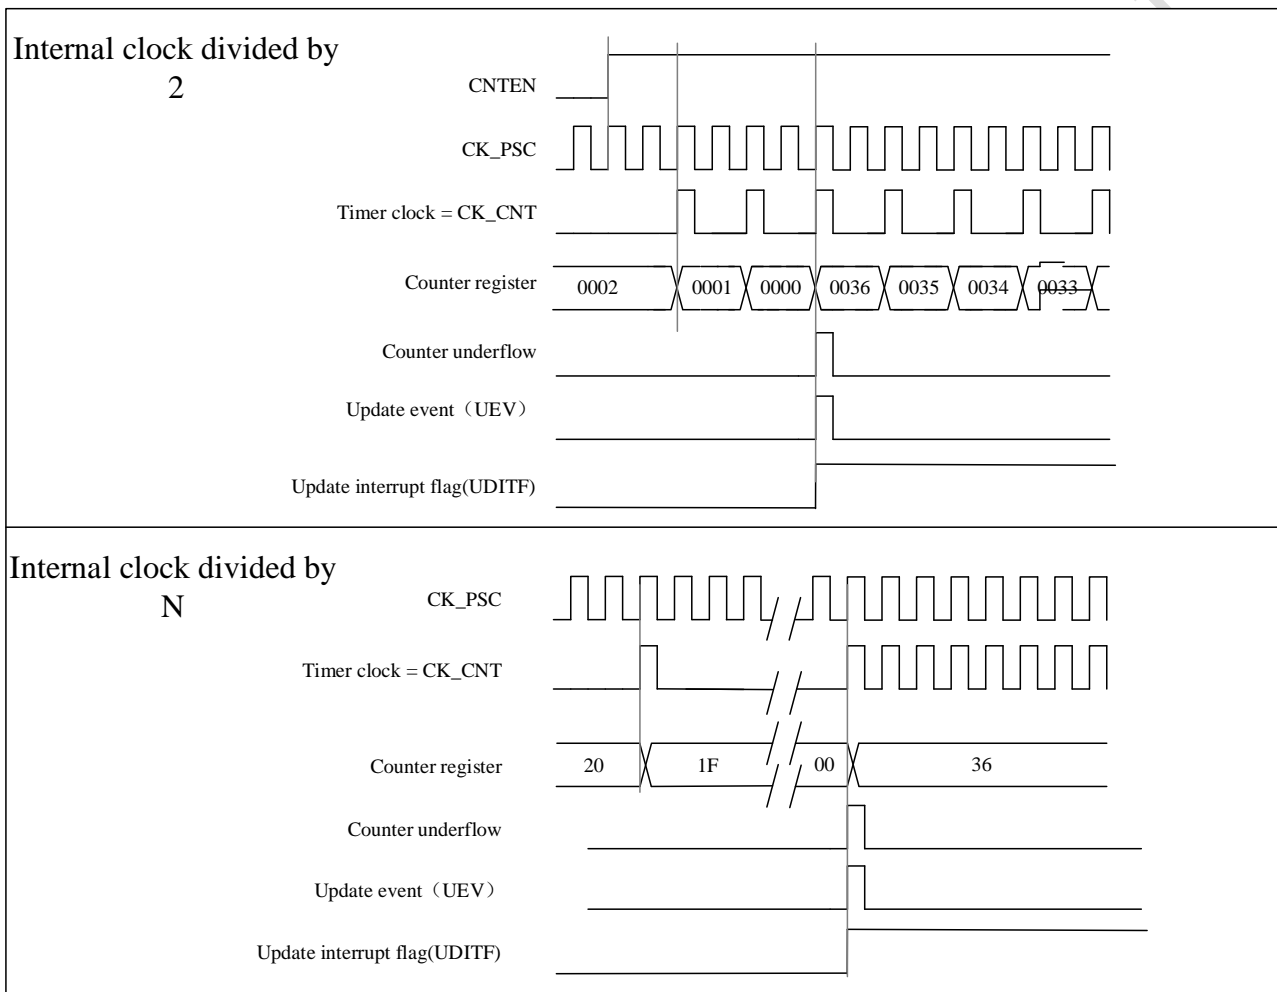 Internal clock divided by
2
CNTEN
CK_PSC
Timer clock = CK_CNT
Counter register
0002 0001 0000 0036 0035 0034 0033
Counter underflow
Update event（UEV）
Update interrupt flag(UDITF)
Internal clock divided by
N
CK_PSC
Timer clock = CK_CNT
Counter register
20 1F 00 36
Counter underflow
Update event（UEV）
Update interrupt flag(UDITF)